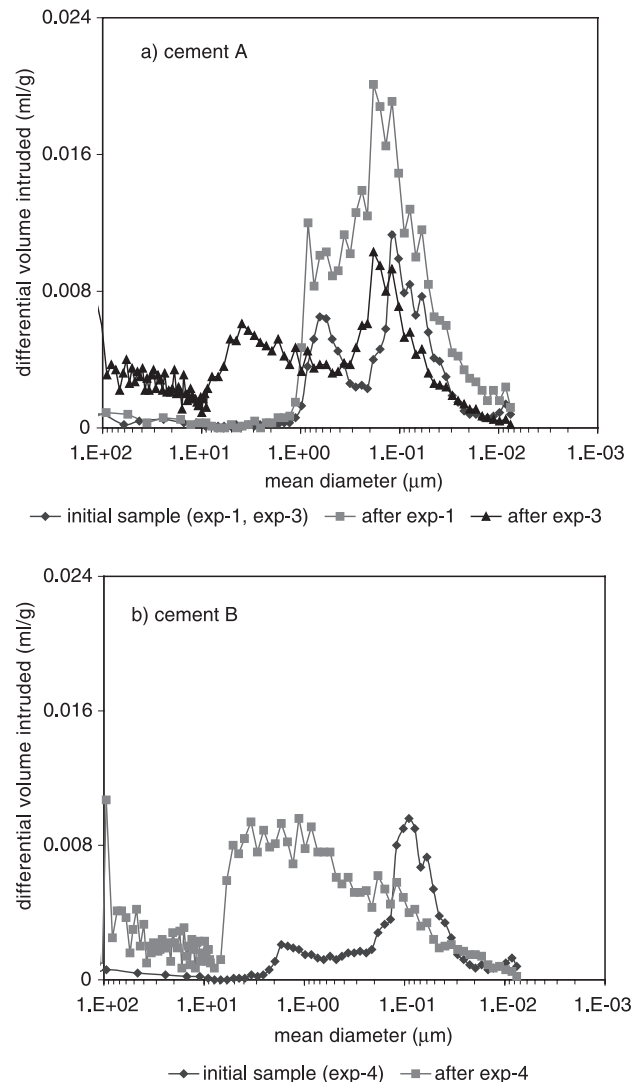 0.024
a) cement A
0.016
0.008
0
differential volume intruded (ml/g)
1.E+02 1.E+01 1.E+00 1.E-01 1.E-02 1.E-03
mean diameter (μm)
initial sample (exp-1, exp-3) after exp-1 after exp-3
0.024
b) cement B
0.016
0.008
0
differential volume intruded (ml/g)
1.E+02 1.E+01 1.E+00 1.E-01 1.E-02 1.E-03
mean diameter (μm)
initial sample (exp-4) after exp-4